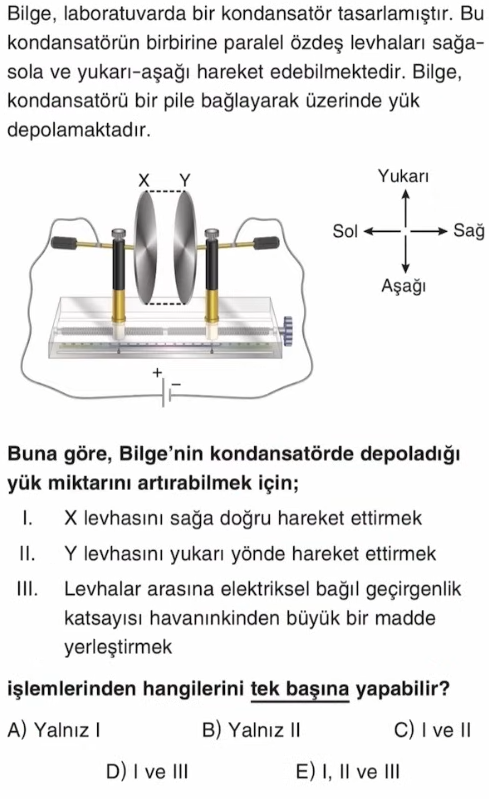 Bilge, laboratuvarda bir kondansatör tasarlamıştır. Bu
kondansatörün birbirine paralel özdeş levhaları sağa-
sola ve yukarı-aşağı hareket edebilmektedir. Bilge,
kondansatörü bir pile bağlayarak üzerinde yük
depolamaktadır.
X Y
Yukarı
Sol Sağ
Aşağı
+ −
Buna göre, Bilge'nin kondansatörde depoladığı
yük miktarını artırabilmek için;
I. X levhasını sağa doğru hareket ettirmek
II. Y levhasını yukarı yönde hareket ettirmek
III. Levhalar arasına elektriksel bağıl geçirgenlik
katsayısı havanınkinden büyük bir madde
yerleştirmek
işlemlerinden hangilerini tek başına yapabilir?
A) Yalnız I B) Yalnız II C) I ve II
D) I ve III E) I, II ve III